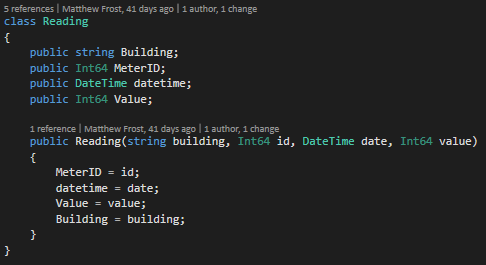 5 references | Matthew Frost, 41 days ago | 1 author, 1 change
class Reading
{
    public string Building;
    public Int64 MeterID;
    public DateTime datetime;
    public Int64 Value;
    1 reference | Matthew Frost, 41 days ago | 1 author, 1 change
    public Reading(string building, Int64 id, DateTime date, Int64 value)
    {
        MeterID = id;
        datetime = date;
        Value = value;
        Building = building;
    }
}